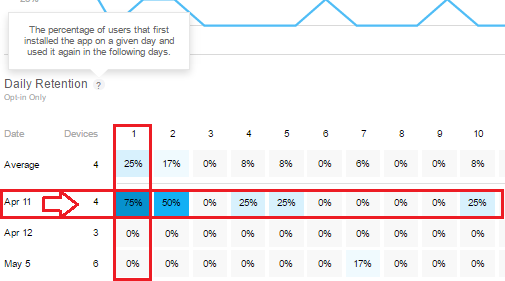 25%
The percentage of users that first
installed the app on a given day and
used it again in the following days.
Daily Retention ?
Opt-in Only
Date Devices 1 2 3 4 5 6 7 8 9 10
Average 4 25% 17% 0% 8% 8% 0% 6% 0% 0% 8%
Apr 11 4 75% 50% 0% 25% 25% 0% 0% 0% 0% 25%
Apr 12 3 0% 0% 0% 0% 0% 0% 0% 0% 0% 0%
May 5 6 0% 0% 0% 0% 0% 0% 17% 0% 0% 0%